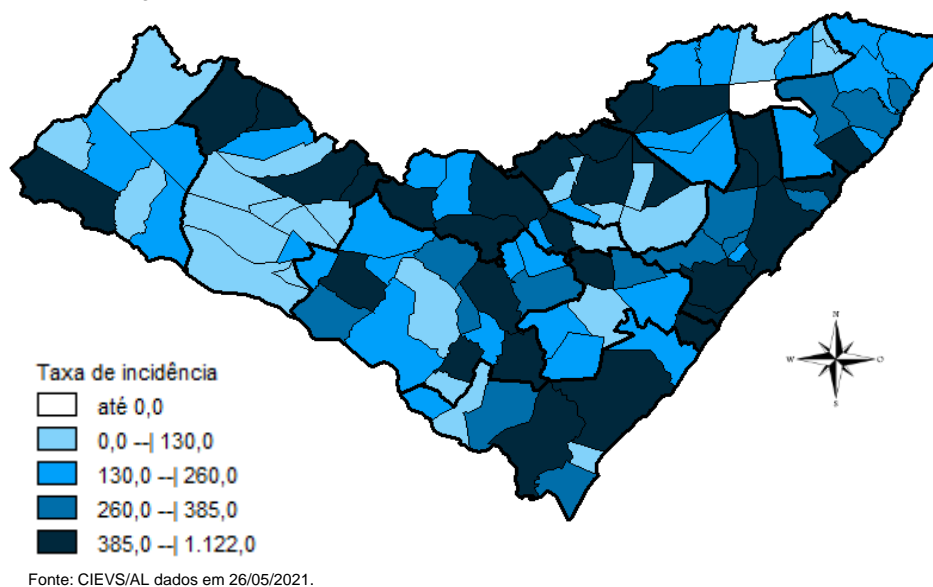 N
W
O
S
Taxa de incidência
até 0,0
0,0 --| 130,0
130,0 --| 260,0
260,0 --| 385,0
385,0 --| 1.122,0
Fonte: CIEVS/AL dados em 26/05/2021.